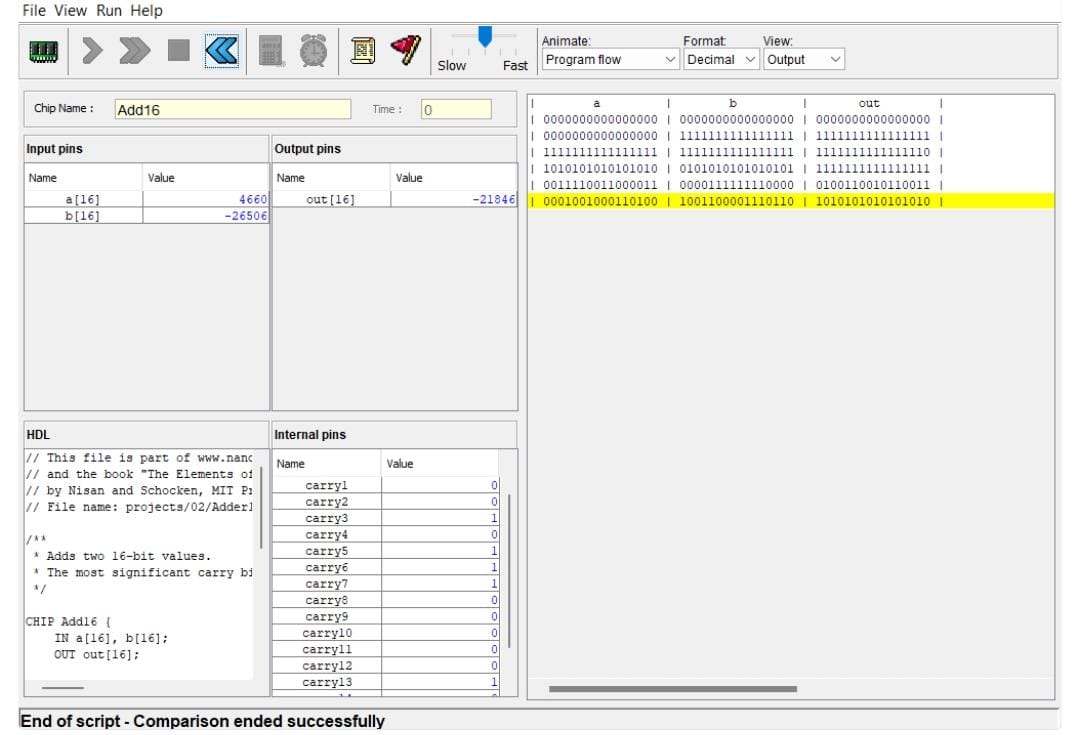 File View Run Help
Slow Fast
Animate: Format: View:
Program flow Decimal Output
Chip Name : Add16 Time : 0
Input pins
Name Value
a[16] 4660
b[16] -26506
Output pins
Name Value
out[16] -21846
| a | b | out |
| 0000000000000000 | 0000000000000000 | 0000000000000000 |
| 0000000000000000 | 1111111111111111 | 1111111111111111 |
| 1111111111111111 | 1111111111111111 | 1111111111111110 |
| 1010101010101010 | 0101010101010101 | 1111111111111111 |
| 0011110011000011 | 0000111111110000 | 0100110010110011 |
| 0001001000110100 | 1001100001110110 | 1010101010101010 |
HDL
// This file is part of www.nand
// and the book "The Elements of
// by Nisan and Schocken, MIT Pr
// File name: projects/02/Adder1
/**
* Adds two 16-bit values.
* The most significant carry bi
*/
CHIP Add16 {
IN a[16], b[16];
OUT out[16];
Internal pins
Name Value
carry1 0
carry2 0
carry3 1
carry4 0
carry5 1
carry6 1
carry7 1
carry8 0
carry9 0
carry10 0
carry11 0
carry12 0
carry13 1
End of script - Comparison ended successfully